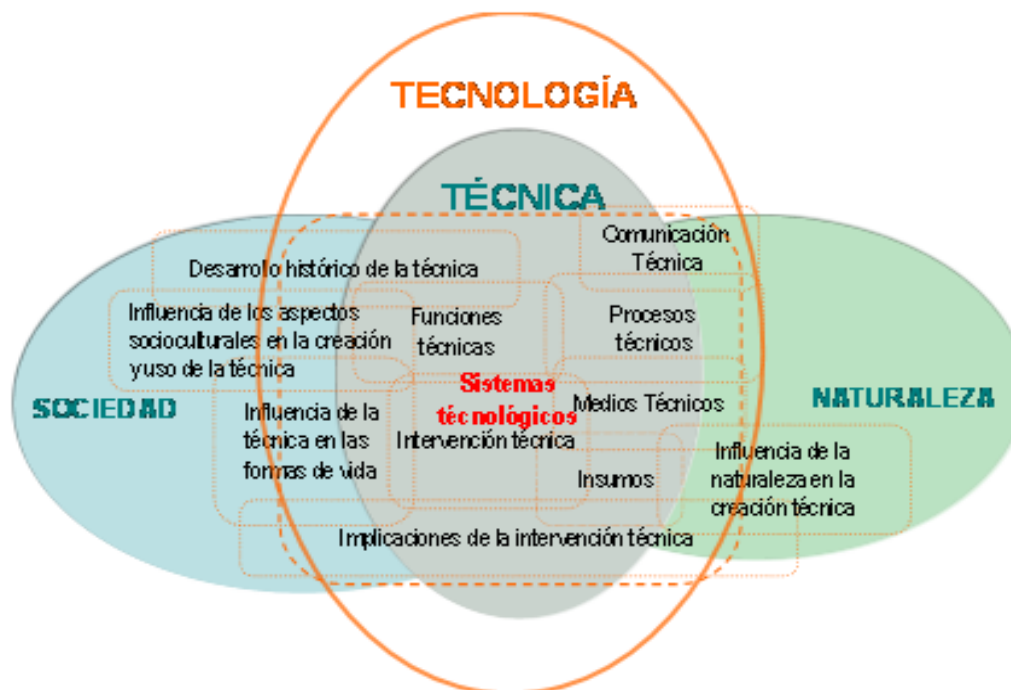 TECNOLOGÍA
TÉCNICA
Comunicación
Técnica
Desarrollo histórico de la técnica
Influencia de los aspectos
socioculturales en la creación
y uso de la técnica
Funciones
técnicas
Procesos
técnicos
Sistemas
técnológicos
SOCIEDAD
NATURALEZA
Medios Técnicos
Influencia de la
técnica en las
formas de vida
Intervención técnica
Insumos
Influencia de la
naturaleza en la
creación técnica
Implicaciones de la intervención técnica